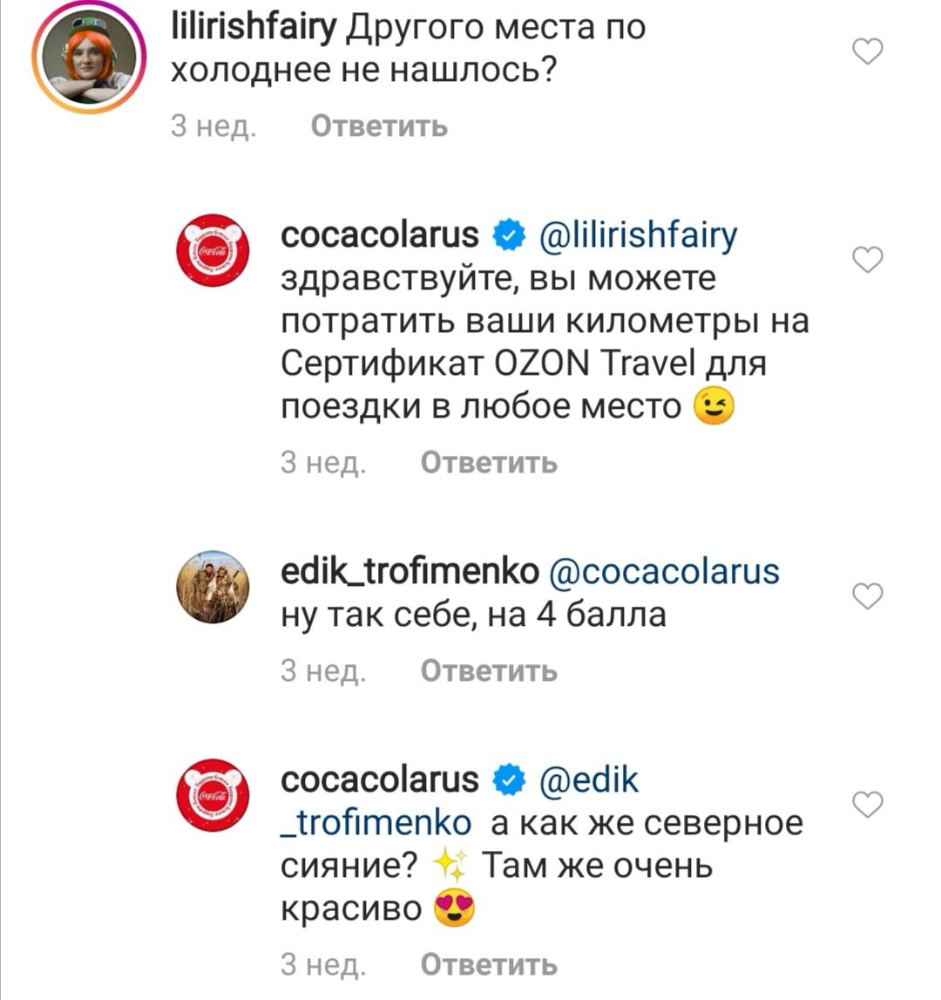 lilirishfairy Другого места по
холоднее не нашлось?
3 нед. Ответить
cocacolarus @lilirishfairy
здравствуйте, вы можете
потратить ваши километры на
Сертификат OZON Travel для
поездки в любое место 😉
3 нед. Ответить
edik_trofimenko @cocacolarus
ну так себе, на 4 балла
3 нед. Ответить
cocacolarus @edik
_trofimenko а как же северное
сияние? ✨ Там же очень
красиво 😍
3 нед. Ответить